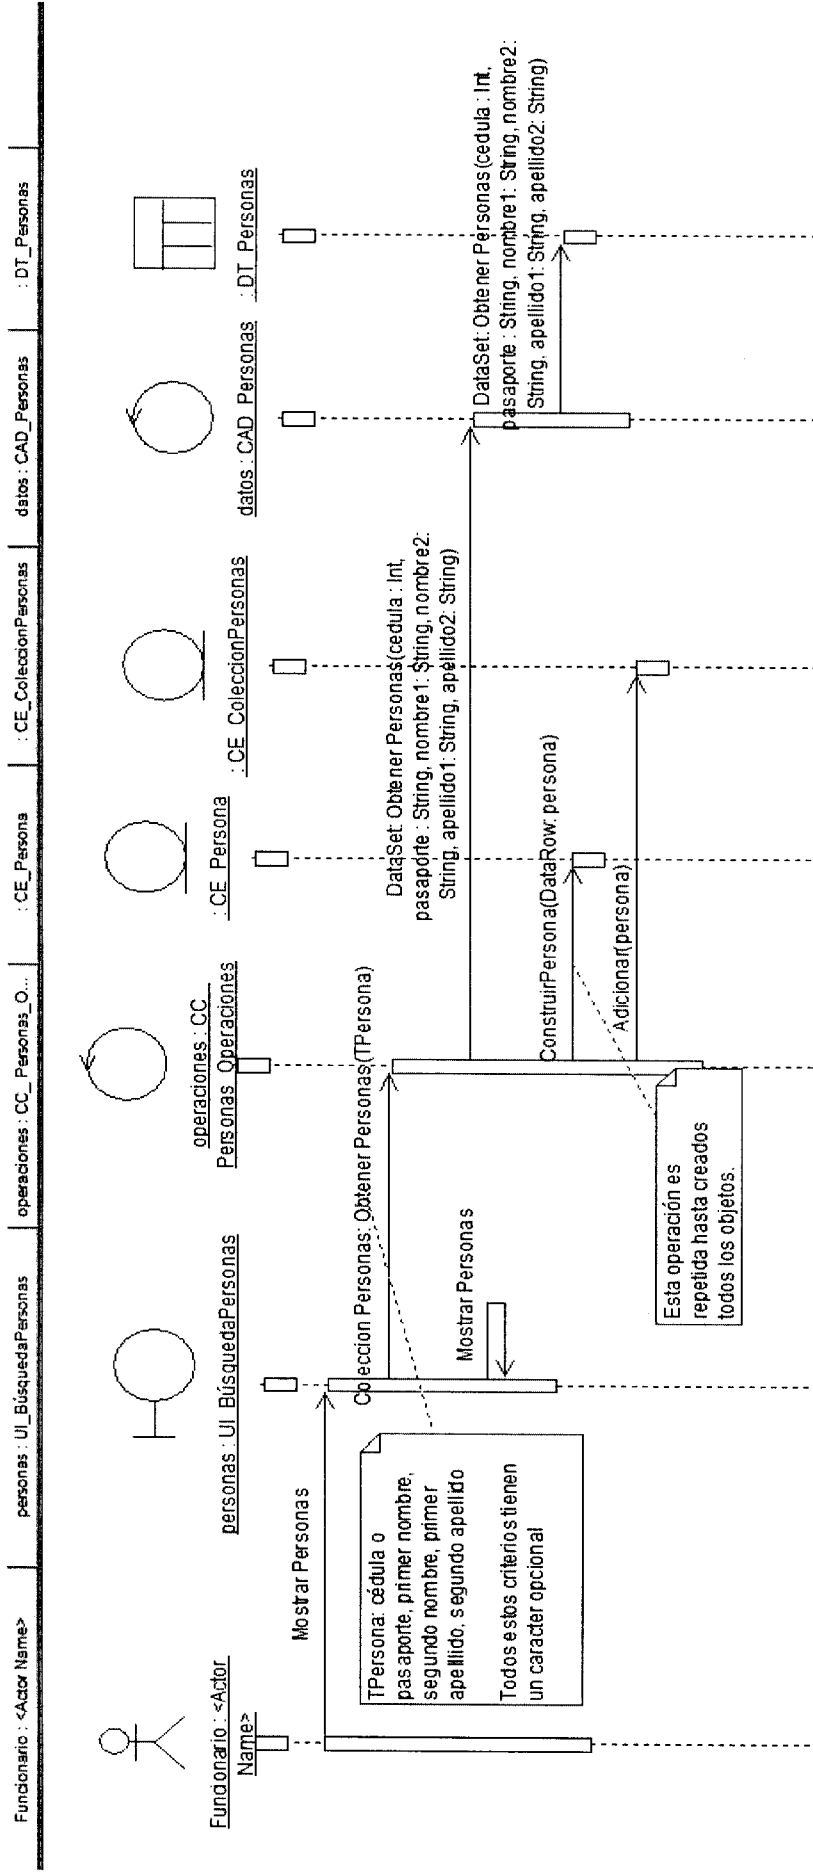 Funcionario : <Actor Name>
personas : UI_BúsquedaPersonas
operaciones : CC_ Personas_O...
: CE_Persona
: CE_ColeccionPersonas
datos : CAD_Personas
: DT_Personas
Funcionario : <Actor
Name>
personas : UI_BúsquedaPersonas
operaciones : CC_
Personas_Operaciones
: CE_Persona
: CE_ColeccionPersonas
datos : CAD_Personas
: DT_Personas
Mostrar Personas
Coleccion Personas: Obtener Personas(TPersona)
DataSet: Obtener Personas(cedula : Int,
pasaporte : String, nombre1: String, nombre2:
String, apellido1: String, apellido2: String)
DataSet: Obtener Personas(cedula : Int,
pasaporte : String, nombre1: String, nombre2:
String, apellido1: String, apellido2: String)
TPersona: cédula o
pasaporte, primer nombre,
segundo nombre, primer
apellido, segundo apellido
Todos estos criterios tienen
un caracter opcional
Mostrar Personas
ConstruirPersona(DataRow: persona)
Adicionar(persona)
Esta operación es
repetida hasta creados
todos los objetos.